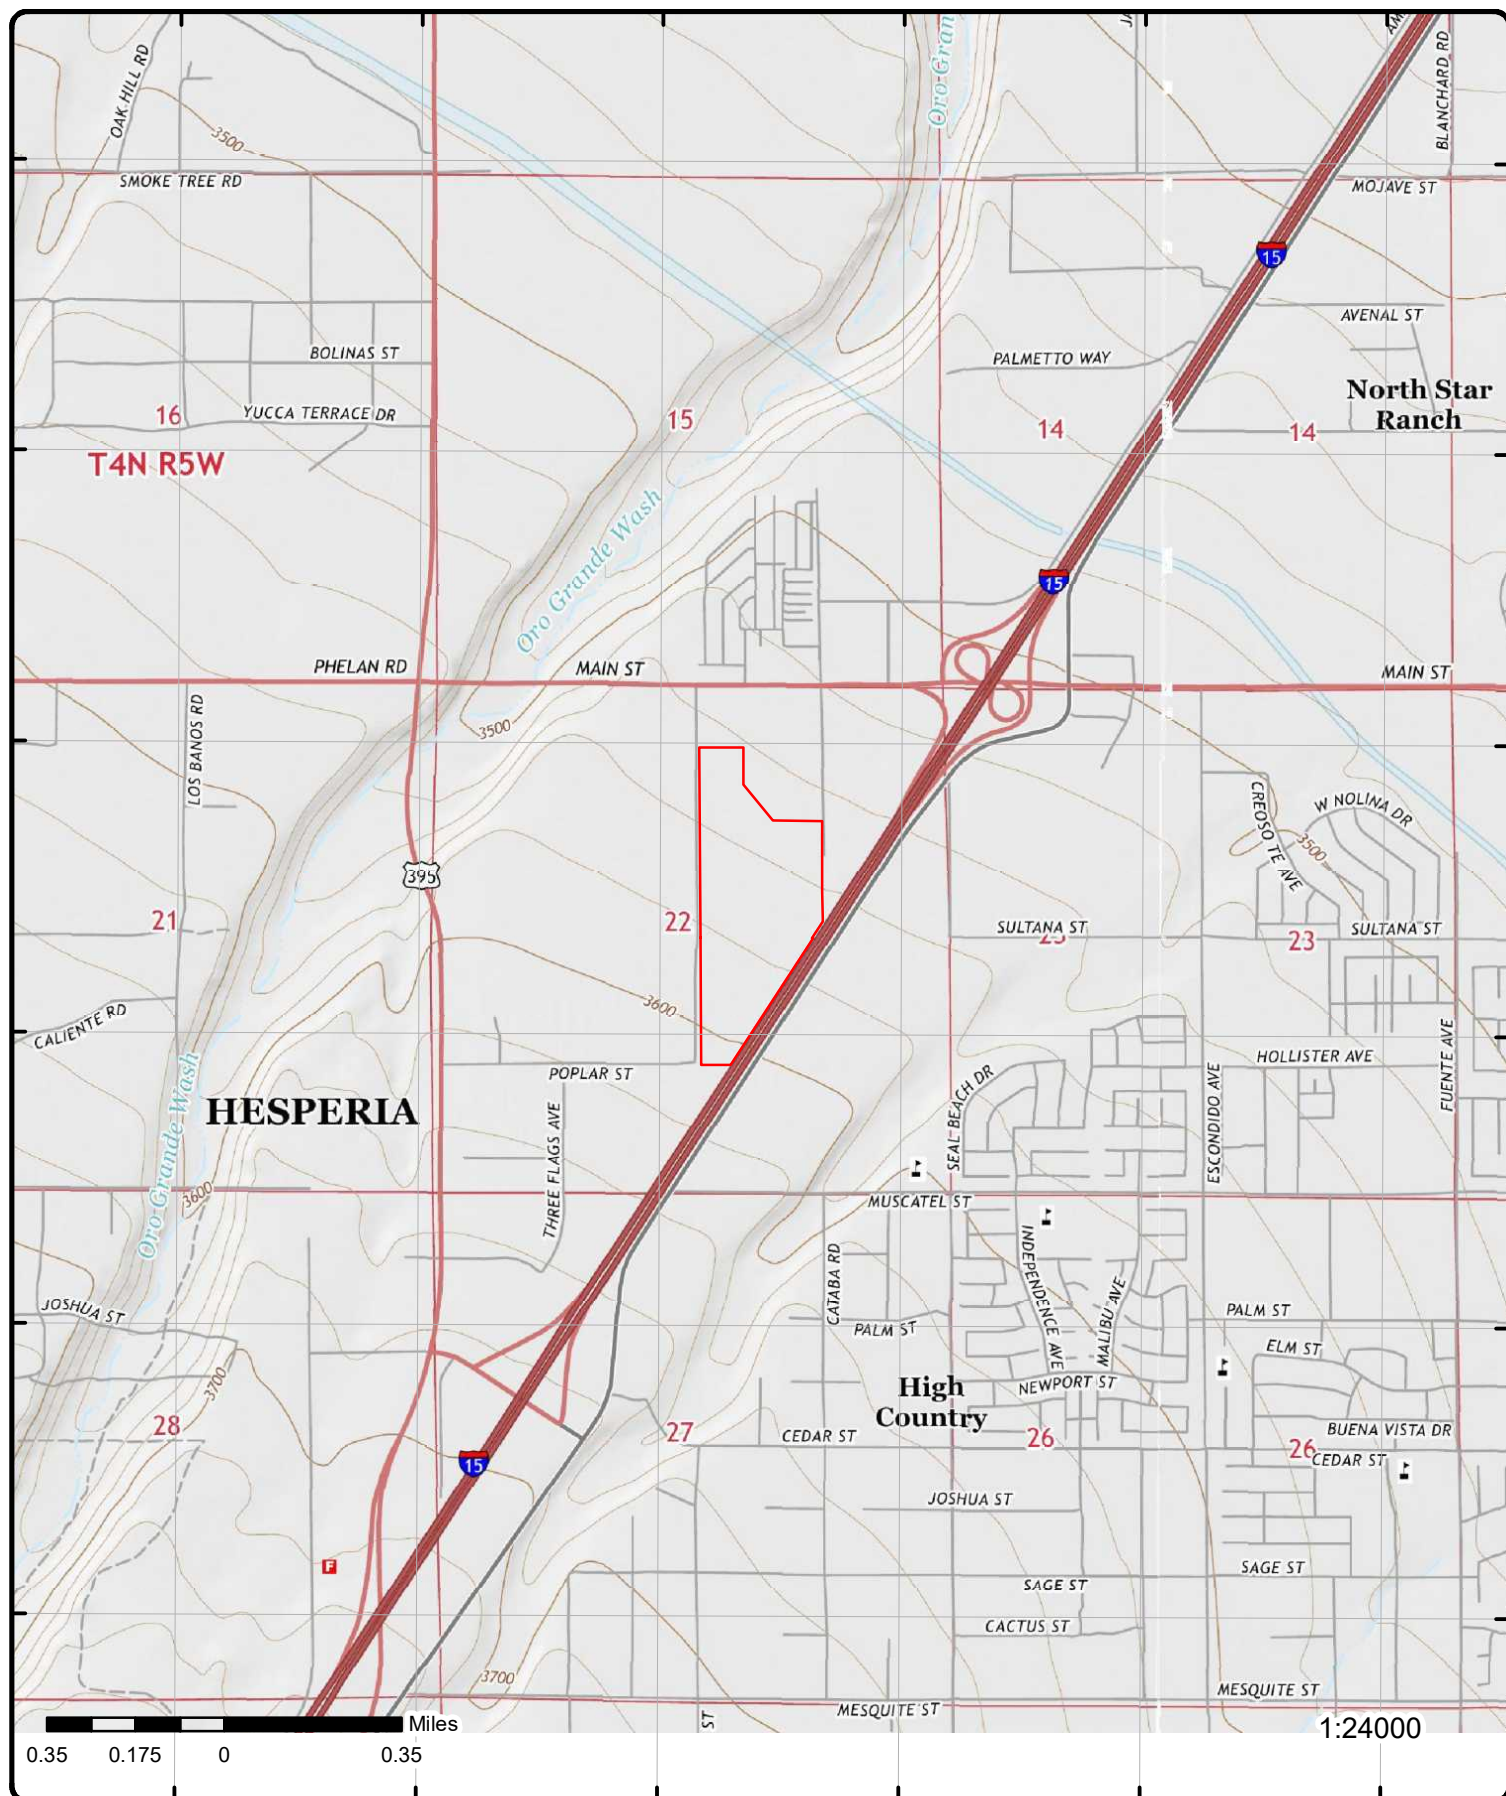 OAK HILL RD
3500
SMOKE TREE RD
Oro Gran
BLANCHARD RD
MOJAVE ST
15
AVENAL ST
BOLINAS ST
PALMETTO WAY
North Star
Ranch
16
YUCCA TERRACE DR
15
14
14
T4N R5W
Oro Grande Wash
15
PHELAN RD
MAIN ST
MAIN ST
LOS BANOS RD
3500
CREOSO TE AVE
W NOLINA DR
3500
395
21
22
SULTANA ST
23
SULTANA ST
3600
CALIENTE RD
POPLAR ST
HOLLISTER AVE
FUENTE AVE
Oro Grande Wash
HESPERIA
THREE FLAGS AVE
SEAL BEACH DR
ESCONDIDO AVE
3600
MUSCATEL ST
CATABA RD
INDEPENDENCE AVE
MALIBU AVE
JOSHUA ST
PALM ST
PALM ST
ELM ST
3700
High
Country
NEWPORT ST
28
27
CEDAR ST
26
26
BUENA VISTA DR
CEDAR ST
15
JOSHUA ST
F
SAGE ST
SAGE ST
CACTUS ST
3700
MESQUITE ST
MESQUITE ST
ST
Miles
0.35 0.175 0 0.35
1:24000